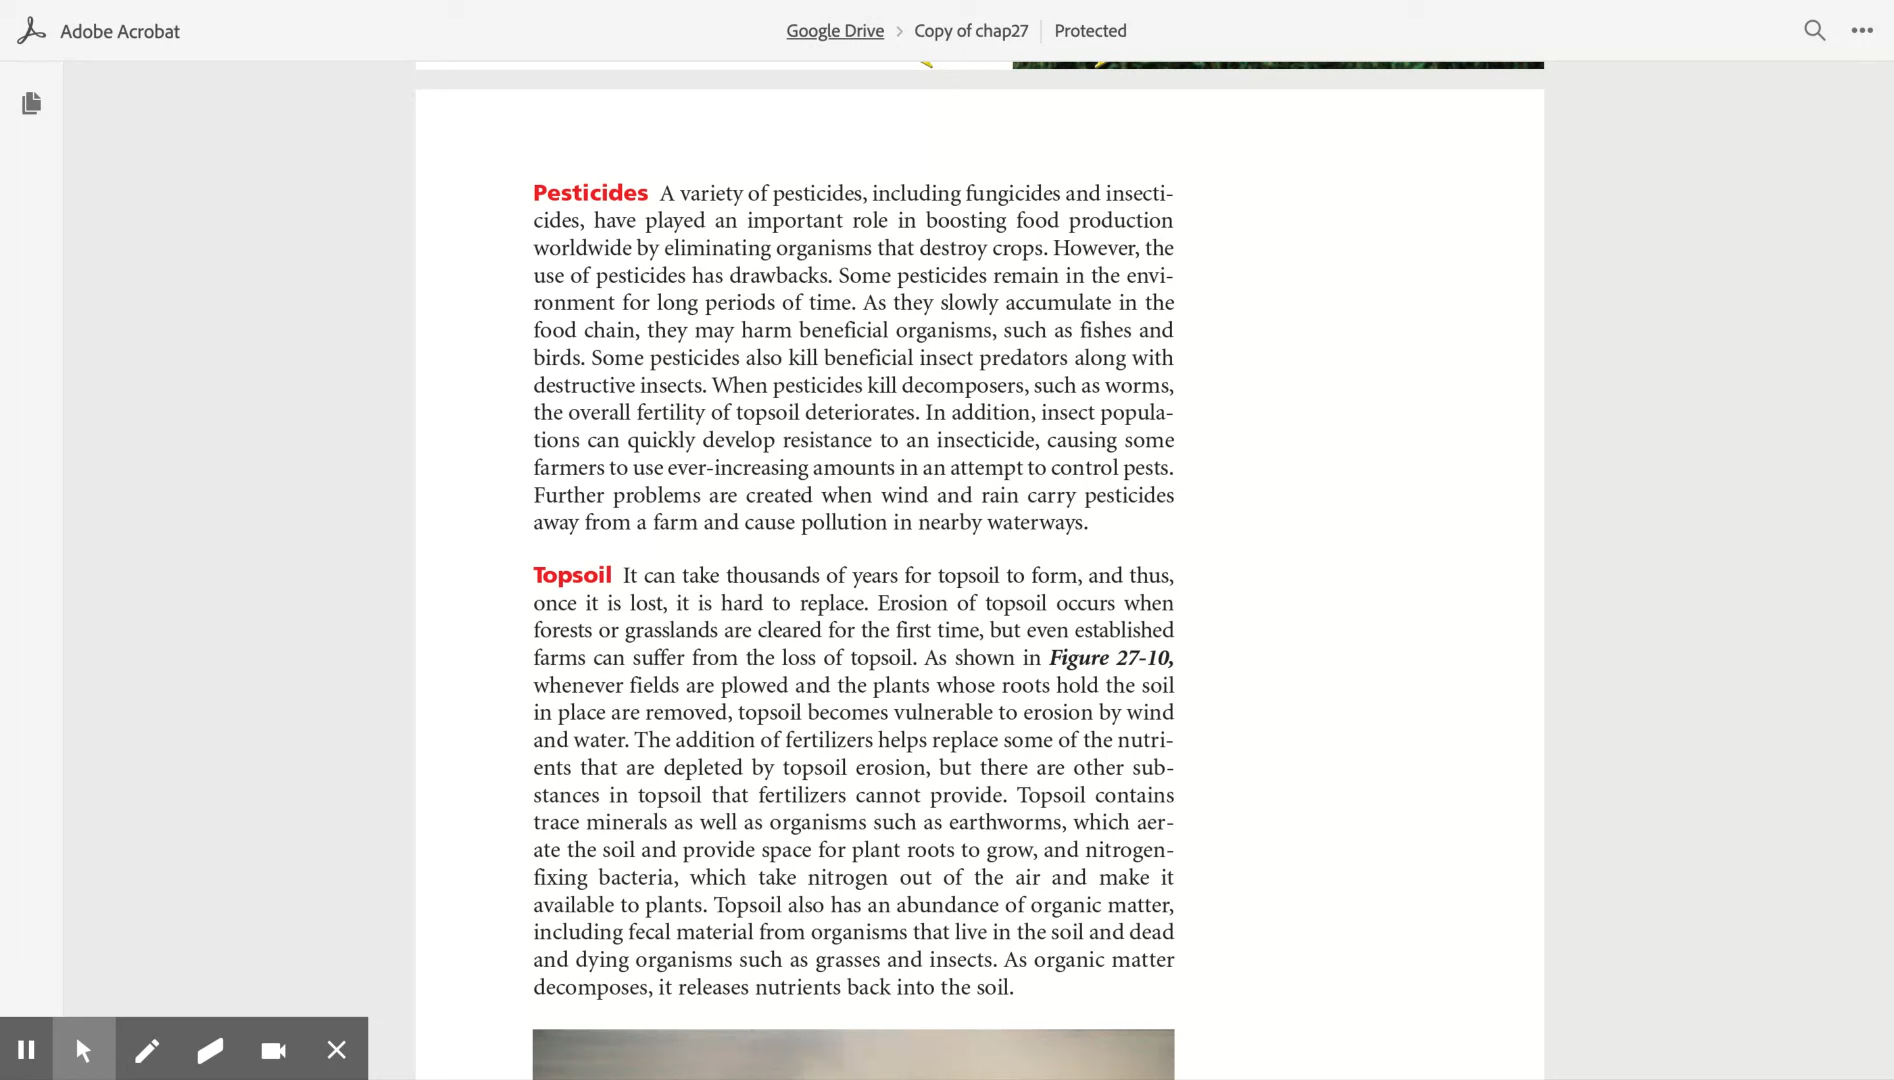 Adobe Acrobat
Google Drive > Copy of chap27 | Protected
Pesticides A variety of pesticides, including fungicides and insecti-
cides, have played an important role in boosting food production
worldwide by eliminating organisms that destroy crops. However, the
use of pesticides has drawbacks. Some pesticides remain in the envi-
ronment for long periods of time. As they slowly accumulate in the
food chain, they may harm beneficial organisms, such as fishes and
birds. Some pesticides also kill beneficial insect predators along with
destructive insects. When pesticides kill decomposers, such as worms,
the overall fertility of topsoil deteriorates. In addition, insect popula-
tions can quickly develop resistance to an insecticide, causing some
farmers to use ever-increasing amounts in an attempt to control pests.
Further problems are created when wind and rain carry pesticides
away from a farm and cause pollution in nearby waterways.
Topsoil It can take thousands of years for topsoil to form, and thus,
once it is lost, it is hard to replace. Erosion of topsoil occurs when
forests or grasslands are cleared for the first time, but even established
farms can suffer from the loss of topsoil. As shown in Figure 27-10,
whenever fields are plowed and the plants whose roots hold the soil
in place are removed, topsoil becomes vulnerable to erosion by wind
and water. The addition of fertilizers helps replace some of the nutri-
ents that are depleted by topsoil erosion, but there are other sub-
stances in topsoil that fertilizers cannot provide. Topsoil contains
trace minerals as well as organisms such as earthworms, which aer-
ate the soil and provide space for plant roots to grow, and nitrogen-
fixing bacteria, which take nitrogen out of the air and make it
available to plants. Topsoil also has an abundance of organic matter,
including fecal material from organisms that live in the soil and dead
and dying organisms such as grasses and insects. As organic matter
decomposes, it releases nutrients back into the soil.